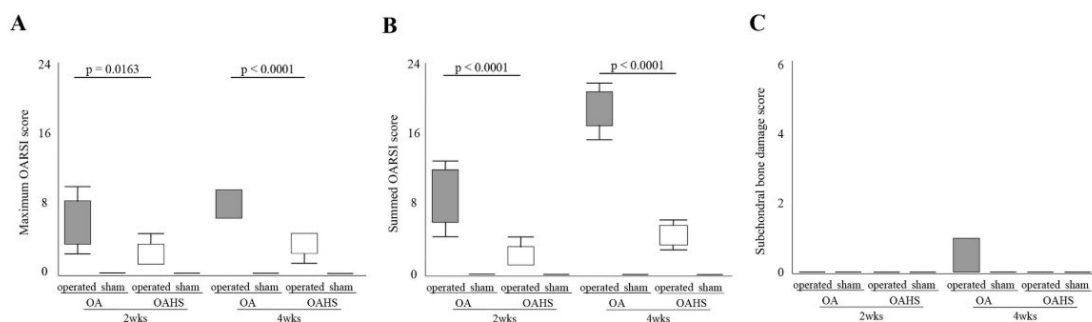 A
Maximum OARSI score
24
16
8
0
p = 0.0163
p < 0.0001
operated sham operated sham operated sham operated sham
OA OAHS OA OAHS
2wks 4wks
B
Summed OARSI score
24
16
8
0
p < 0.0001
p < 0.0001
operated sham operated sham operated sham operated sham
OA OAHS OA OAHS
2wks 4wks
C
Subchondral bone damage score
6
4
2
0
operated sham operated sham operated sham operated sham
OA OAHS OA OAHS
2wks 4wks